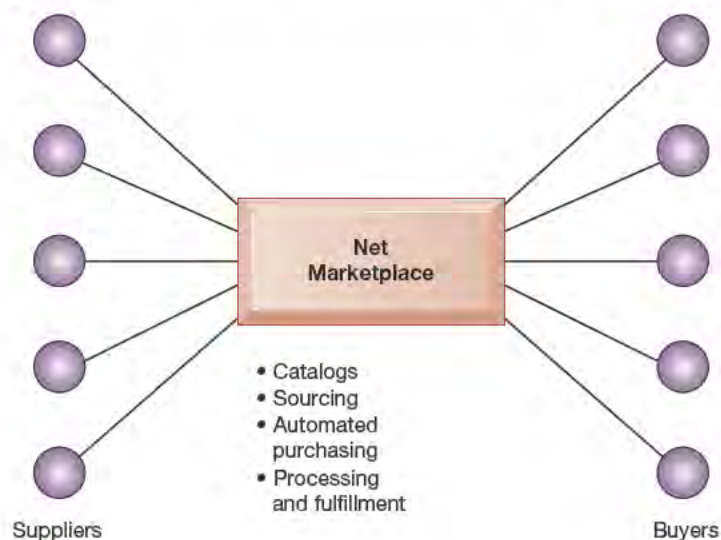 Net
Marketplace
• Catalogs
• Sourcing
• Automated
purchasing
• Processing
and fulfillment
Suppliers
Buyers